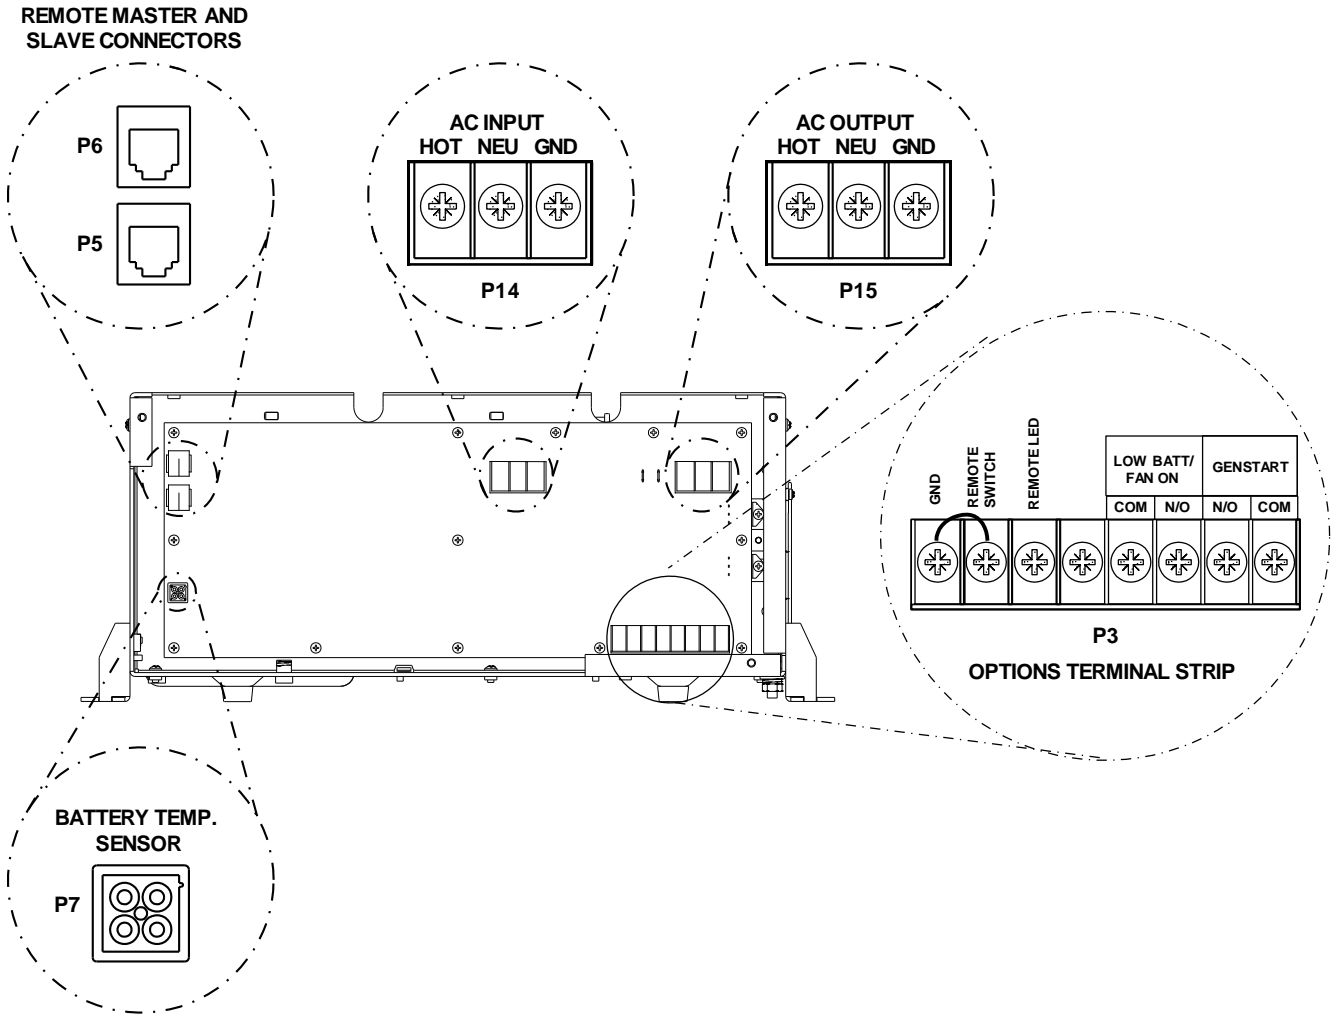 REMOTE MASTER AND
SLAVE CONNECTORS
P6
P5
AC INPUT
HOT NEU GND
P14
AC OUTPUT
HOT NEU GND
P15
GND
REMOTE
SWITCH
REMOTE LED
LOW BATT/
FAN ON
GENSTART
COM N/O N/O COM
P3
OPTIONS TERMINAL STRIP
BATTERY TEMP.
SENSOR
P7